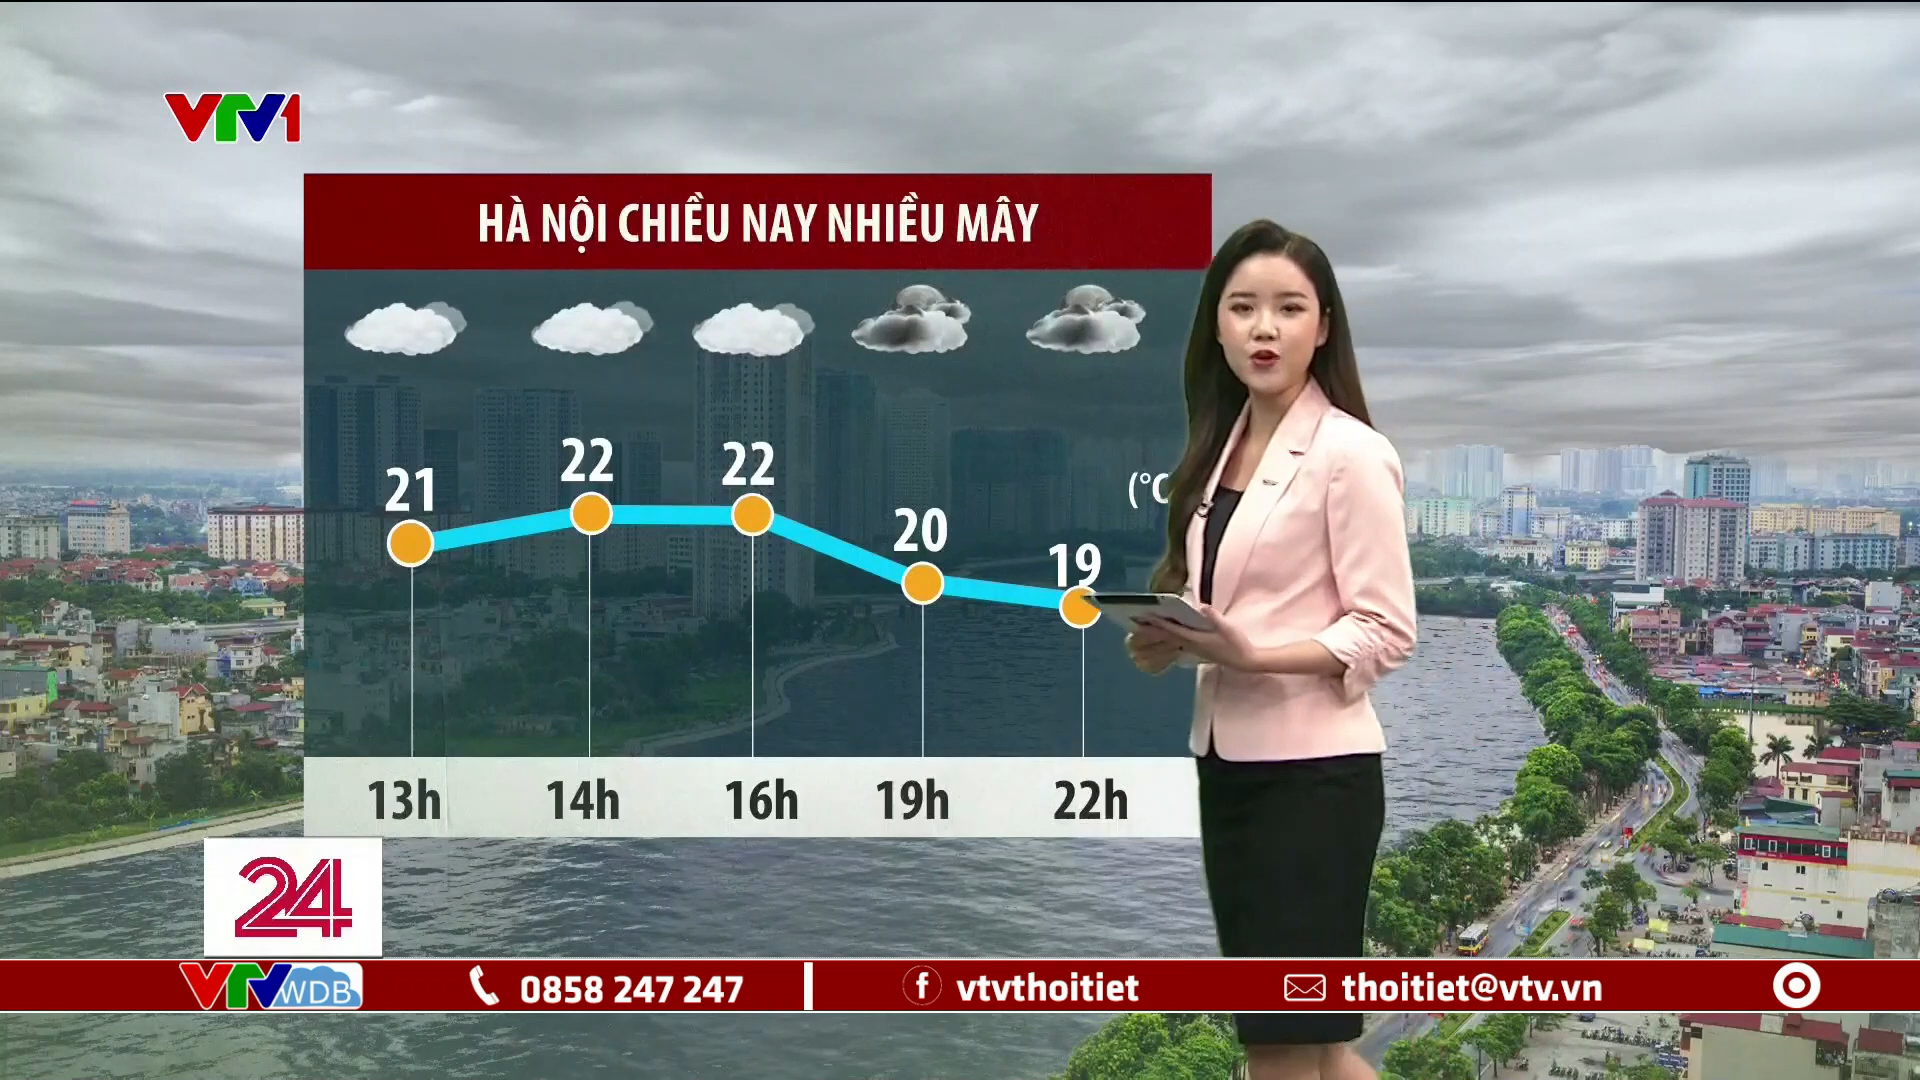 VTV1
HÀ NỘI CHIỀU NAY NHIỀU MÂY
21
22
22
20
19
(°C
13h
14h
16h
19h
22h
24
VTV WDB
0858 247 247
vtvthoitiet
thoitiet@vtv.vn